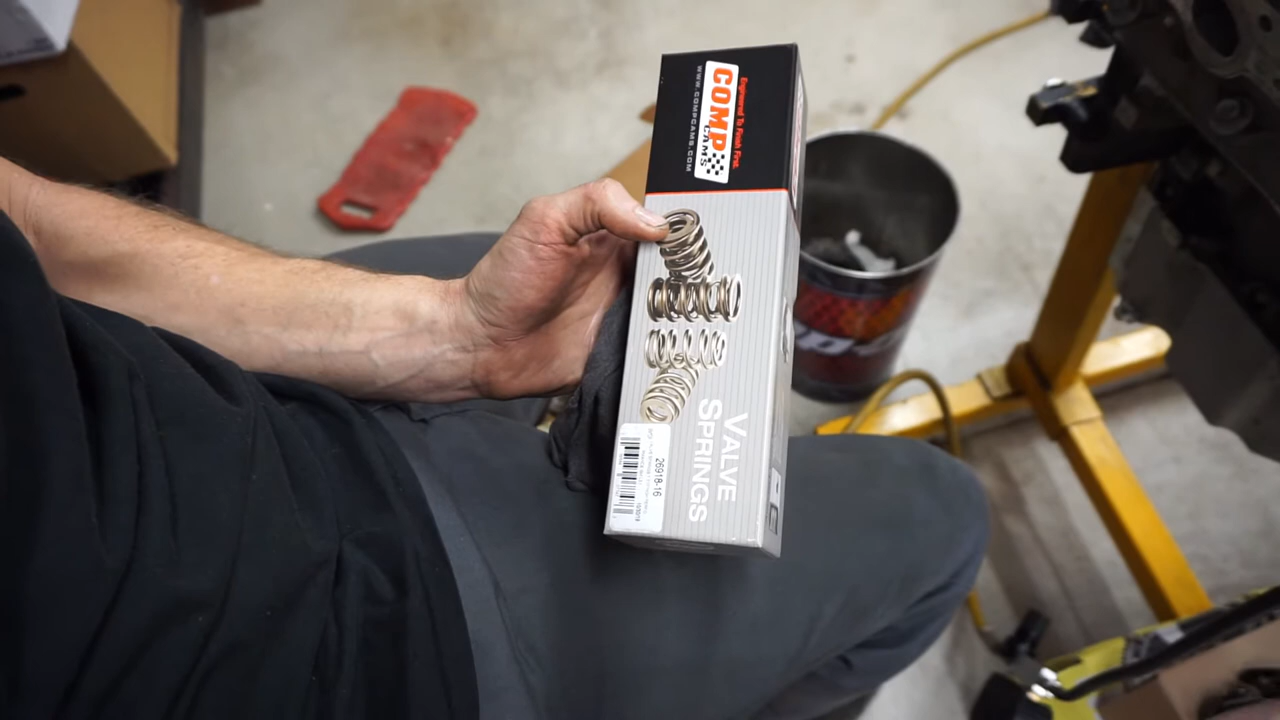 Engineered To Finish First.
COMP
CAMS
WWW.COMPCAMS.COM
VALVE
SPRINGS
26918-16